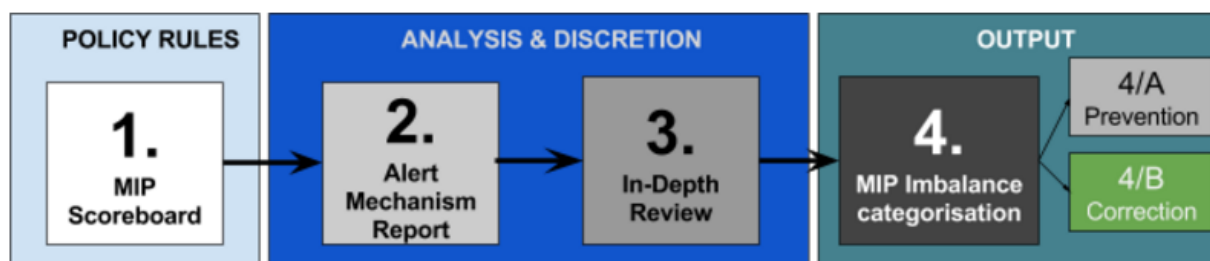 POLICY RULES
1.
MIP
Scoreboard
ANALYSIS & DISCRETION
2.
Alert
Mechanism
Report
3.
In-Depth
Review
OUTPUT
4.
MIP Imbalance
categorisation
4/A
Prevention
4/B
Correction